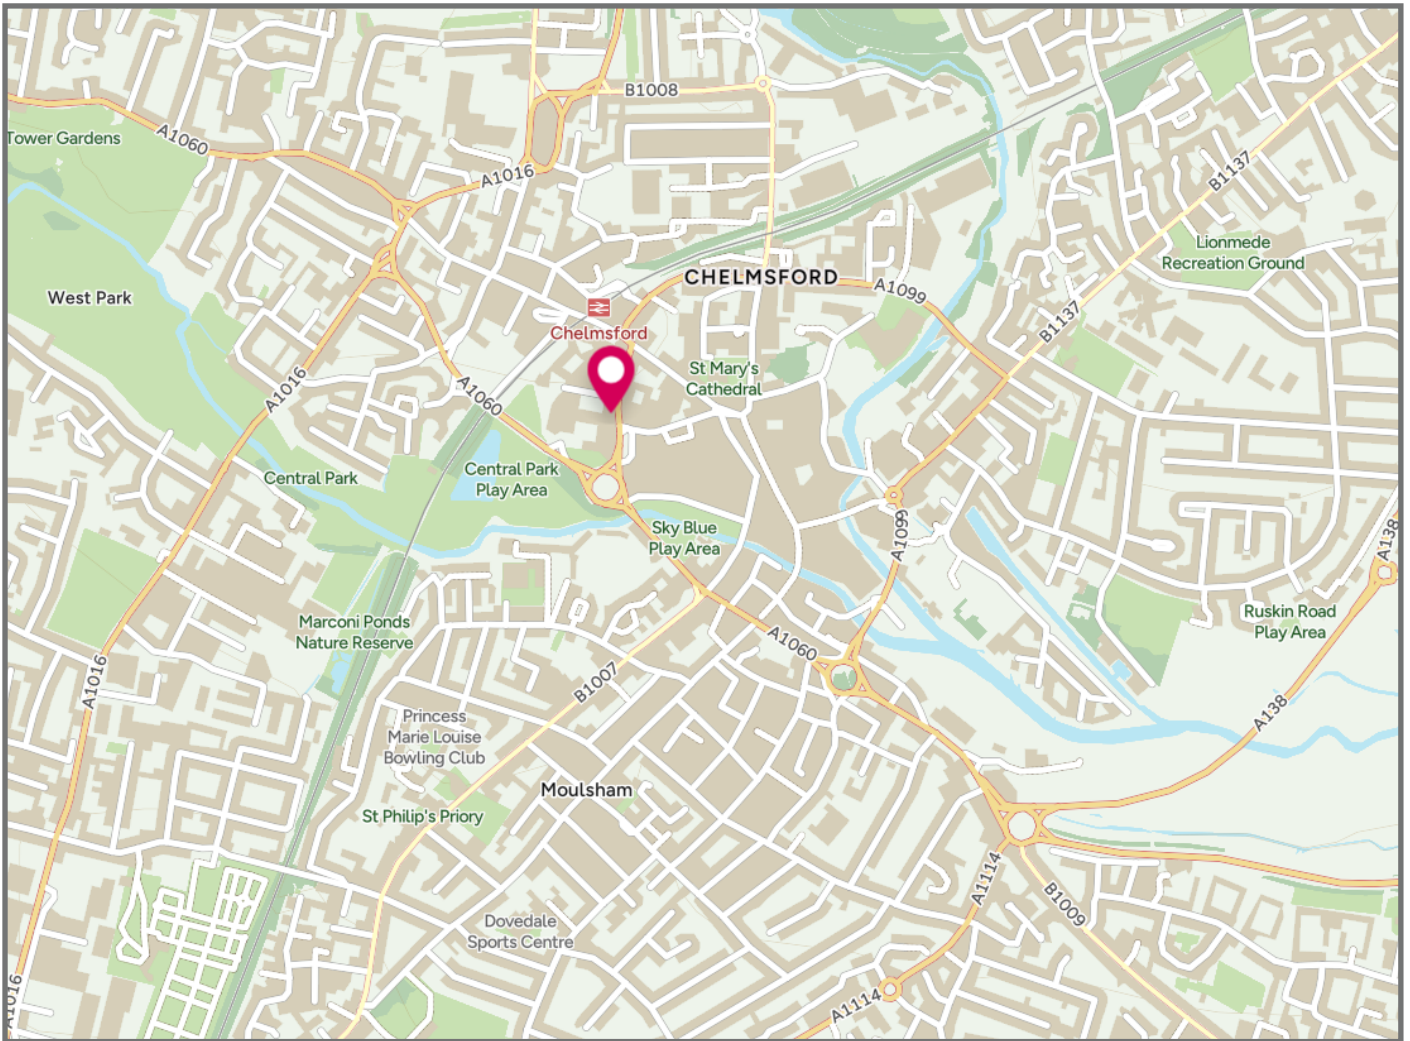 B1008
A1060
Tower Gardens
A1016
B1137
Lionmede
Recreation Ground
CHELMSFORD
A1099
West Park
B1137
Chelmsford
St Mary's
Cathedral
A1016
A1060
Central Park
Play Area
Central Park
Sky Blue
Play Area
A1099
A138
Ruskin Road
Play Area
Marconi Ponds
Nature Reserve
A1060
A1016
B1007
A138
Princess
Marie Louise
Bowling Club
Moulsham
St Philip's Priory
A1114
B1009
Dovedale
Sports Centre
A1016
A1114